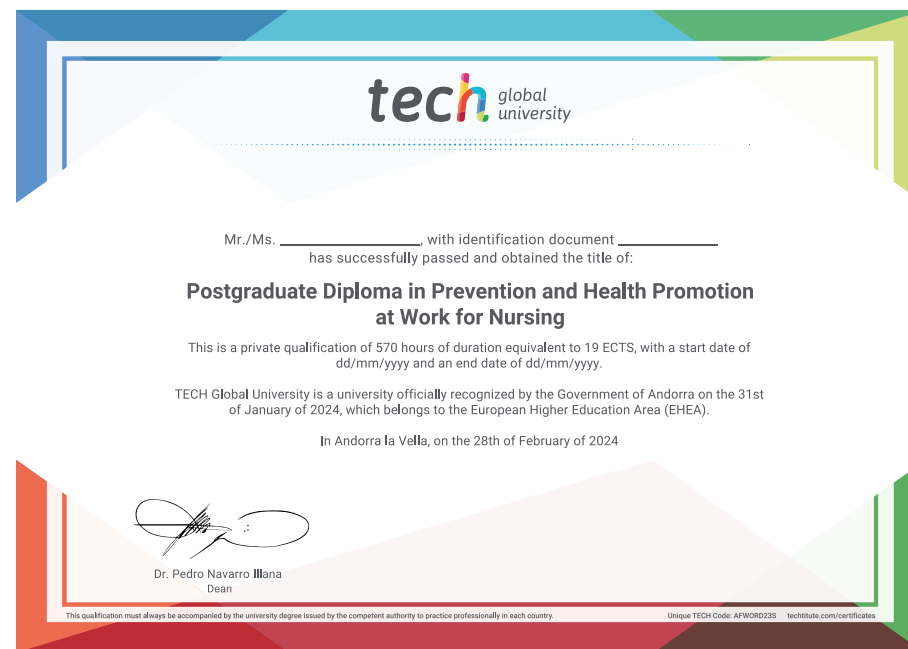 tech global university
Mr./Ms. ____________________, with identification document ______________
has successfully passed and obtained the title of:
Postgraduate Diploma in Prevention and Health Promotion
at Work for Nursing
This is a private qualification of 570 hours of duration equivalent to 19 ECTS, with a start date of
dd/mm/yyyy and an end date of dd/mm/yyyy.
TECH Global University is a university officially recognized by the Government of Andorra on the 31st
of January of 2024, which belongs to the European Higher Education Area (EHEA).
In Andorra la Vella, on the 28th of February of 2024
Dr. Pedro Navarro Illana
Dean
This qualification must always be accompanied by the university degree issued by the competent authority to practice professionally in each country.
Unique TECH Code: AFWORD23S techtitute.com/certificates